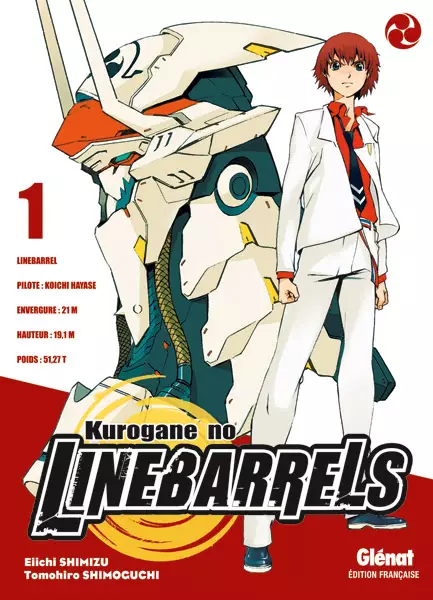 1
LINEBARREL
PILOTE : KOICHI HAYASE
ENVERGURE : 21 M
HAUTEUR : 19,1 M
POIDS : 51,27 T
Kurogane no
LINEBARRELS
Eiichi SHIMIZU
Tomohiro SHIMOGUCHI
Glénat
ÉDITION FRANÇAISE